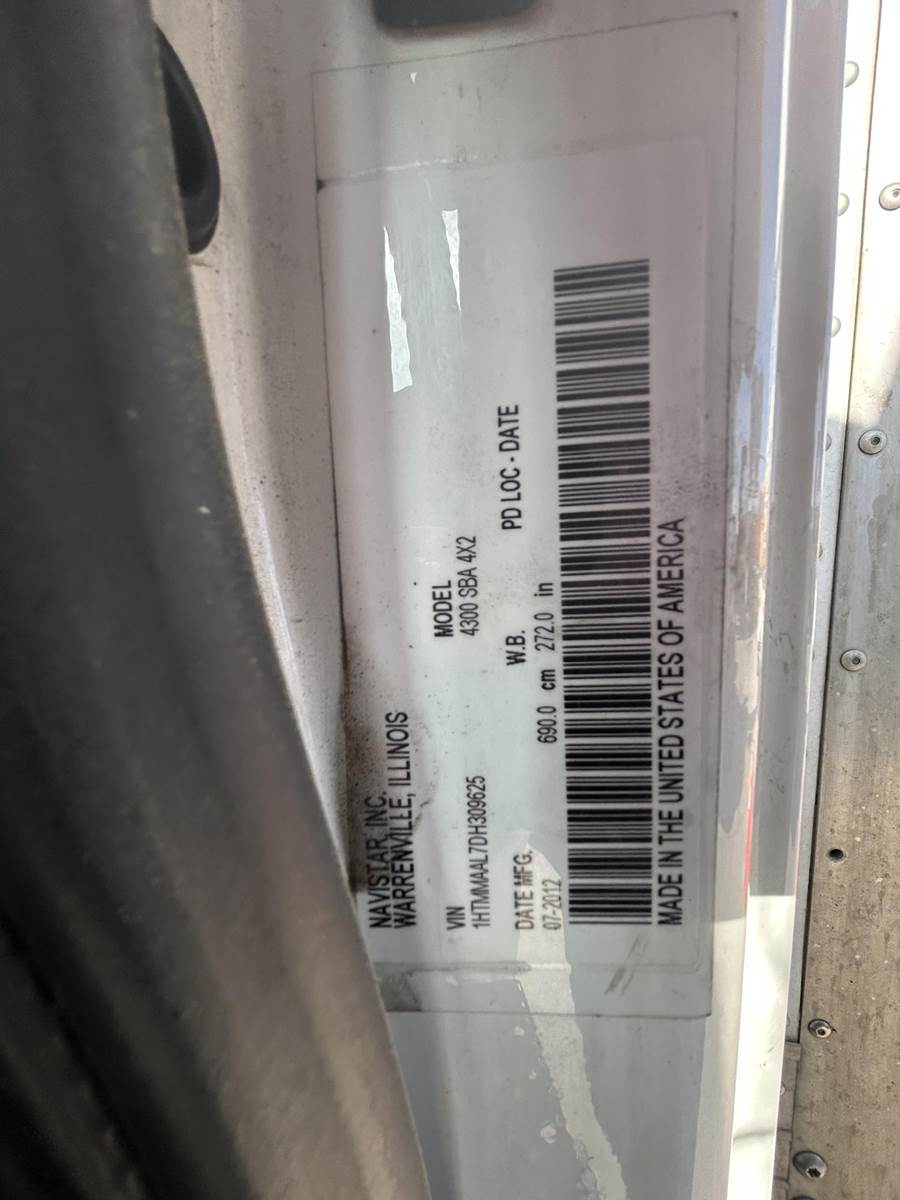 NAVISTAR, INC.
WARRENVILLE, ILLINOIS
VIN MODEL
1HTMMAAL7DH309625 4300 SBA 4X2
DATE MFG. W.B. PD LOC - DATE
07-2012 690.0 cm 272.0 in
MADE IN THE UNITED STATES OF AMERICA